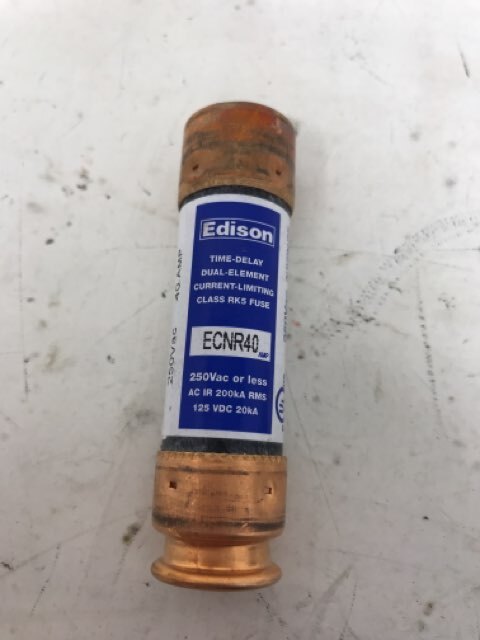 Edison
TIME-DELAY
DUAL-ELEMENT
CURRENT-LIMITING
CLASS RK5 FUSE
ECNR40
AMP
250Vac or less
AC IR 200kA RMS
125 VDC 20kA
250Vac 40 AMP